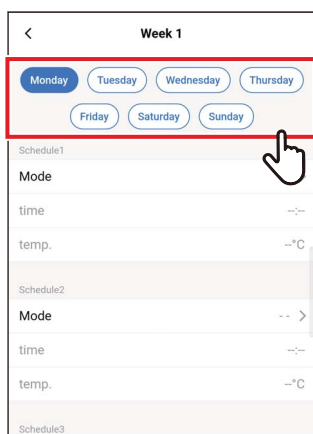 Week 1
Monday Tuesday Wednesday Thursday
Friday Saturday Sunday
Schedule1
Mode
time --:--
temp. --°C
Schedule2
Mode -- >
time --:--
temp. --°C
Schedule3